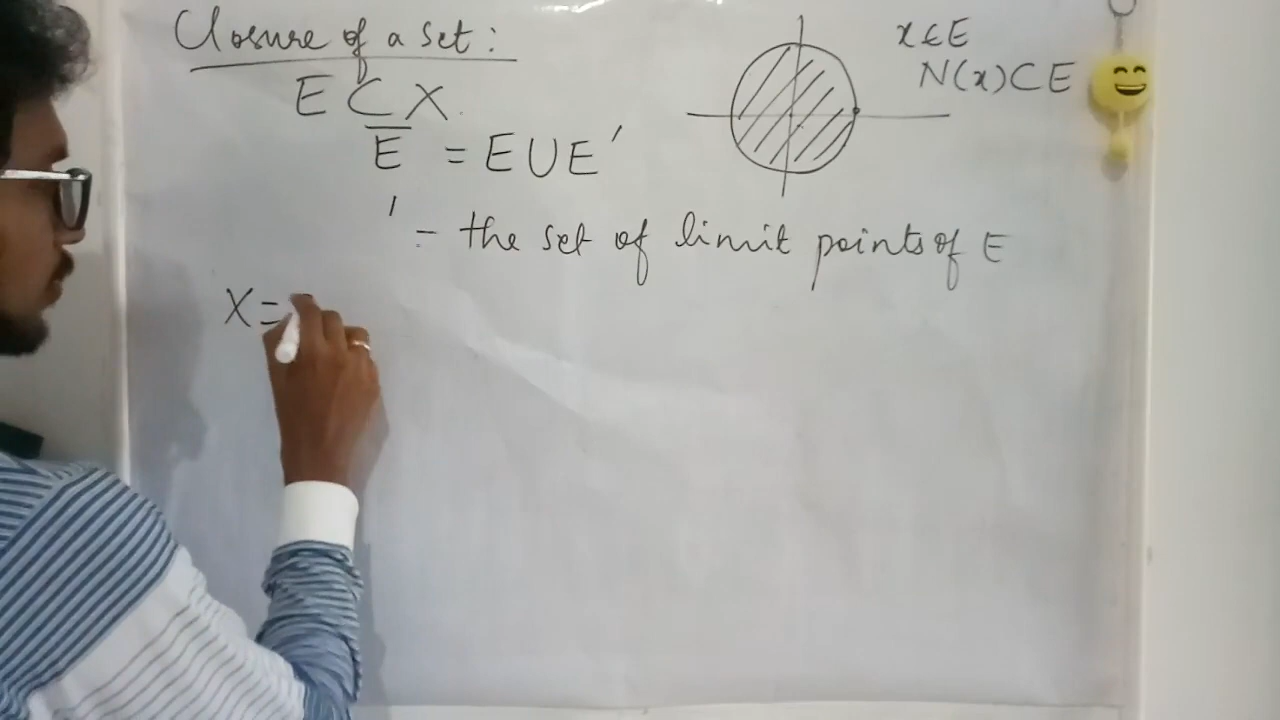 Closure of a set:
E ⊂ X
E̅ = E ∪ E'
' - the set of limit points of E
X =
x ∈ E
N(x) ⊂ E